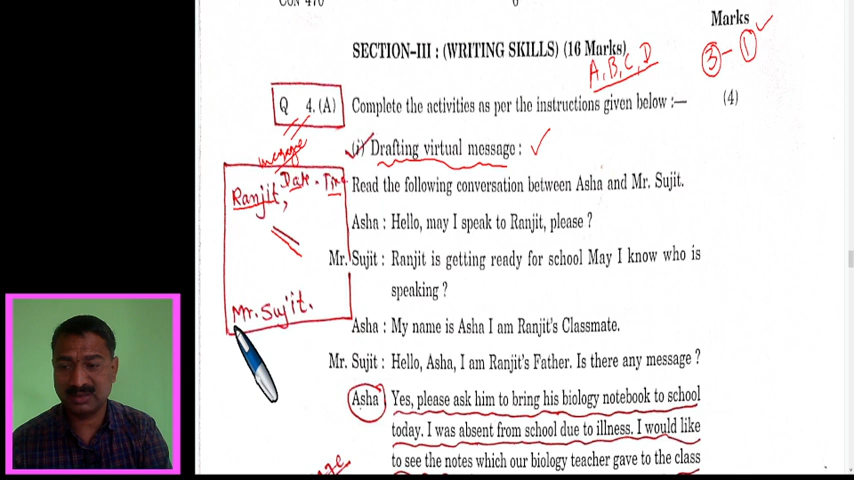 CON 470
6
Marks
SECTION–III : (WRITING SKILLS) (16 Marks)
3 - 1
A, B, C, D
Q 4. (A) Complete the activities as per the instructions given below :— (4)
message
(i) Drafting virtual message :
Ranjit, Date. Time
Read the following conversation between Asha and Mr. Sujit.
Asha : Hello, may I speak to Ranjit, please ?
Mr. Sujit : Ranjit is getting ready for school May I know who is
speaking ?
Mr. Sujit.
Asha : My name is Asha I am Ranjit's Classmate.
Mr. Sujit : Hello, Asha, I am Ranjit's Father. Is there any message ?
Asha Yes, please ask him to bring his biology notebook to school
today. I was absent from school due to illness. I would like
to see the notes which our biology teacher gave to the class